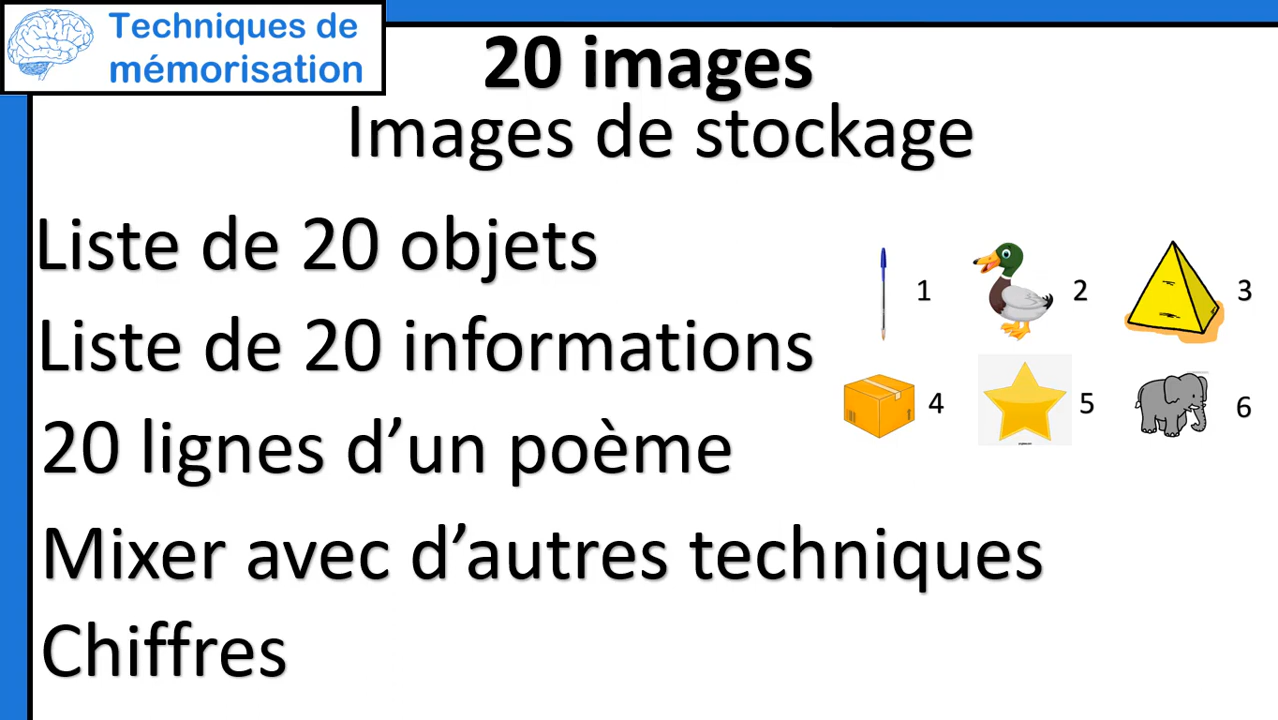 Techniques de
mémorisation
20 images
Images de stockage
Liste de 20 objets
Liste de 20 informations
20 lignes d’un poème
Mixer avec d’autres techniques
Chiffres
1
2
3
4
5
6